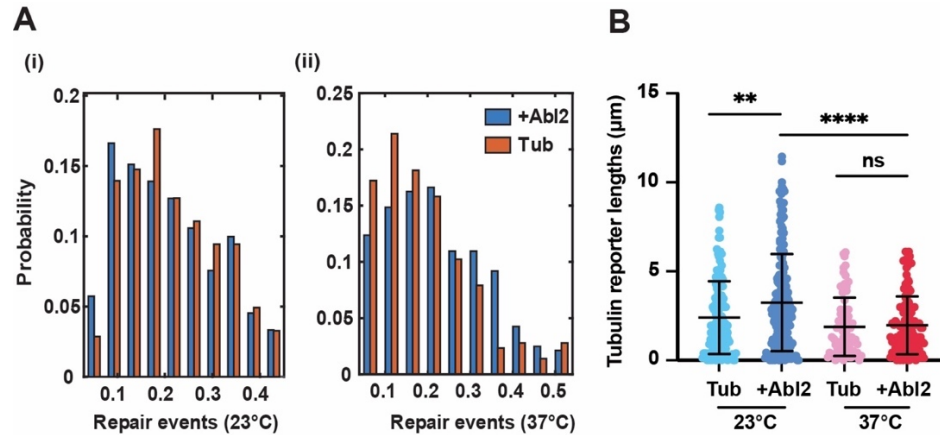 A
(i)
0.2
0.15
0.1
0.05
0
Probability
0.1 0.2 0.3 0.4
Repair events (23°C)
(ii)
0.25
0.2
0.15
0.1
0.05
0
+Abl2
Tub
0.1 0.2 0.3 0.4 0.5
Repair events (37°C)
B
Tubulin reporter lengths (μm)
15
10
5
0
**
****
ns
Tub +Abl2 Tub +Abl2
23°C 37°C